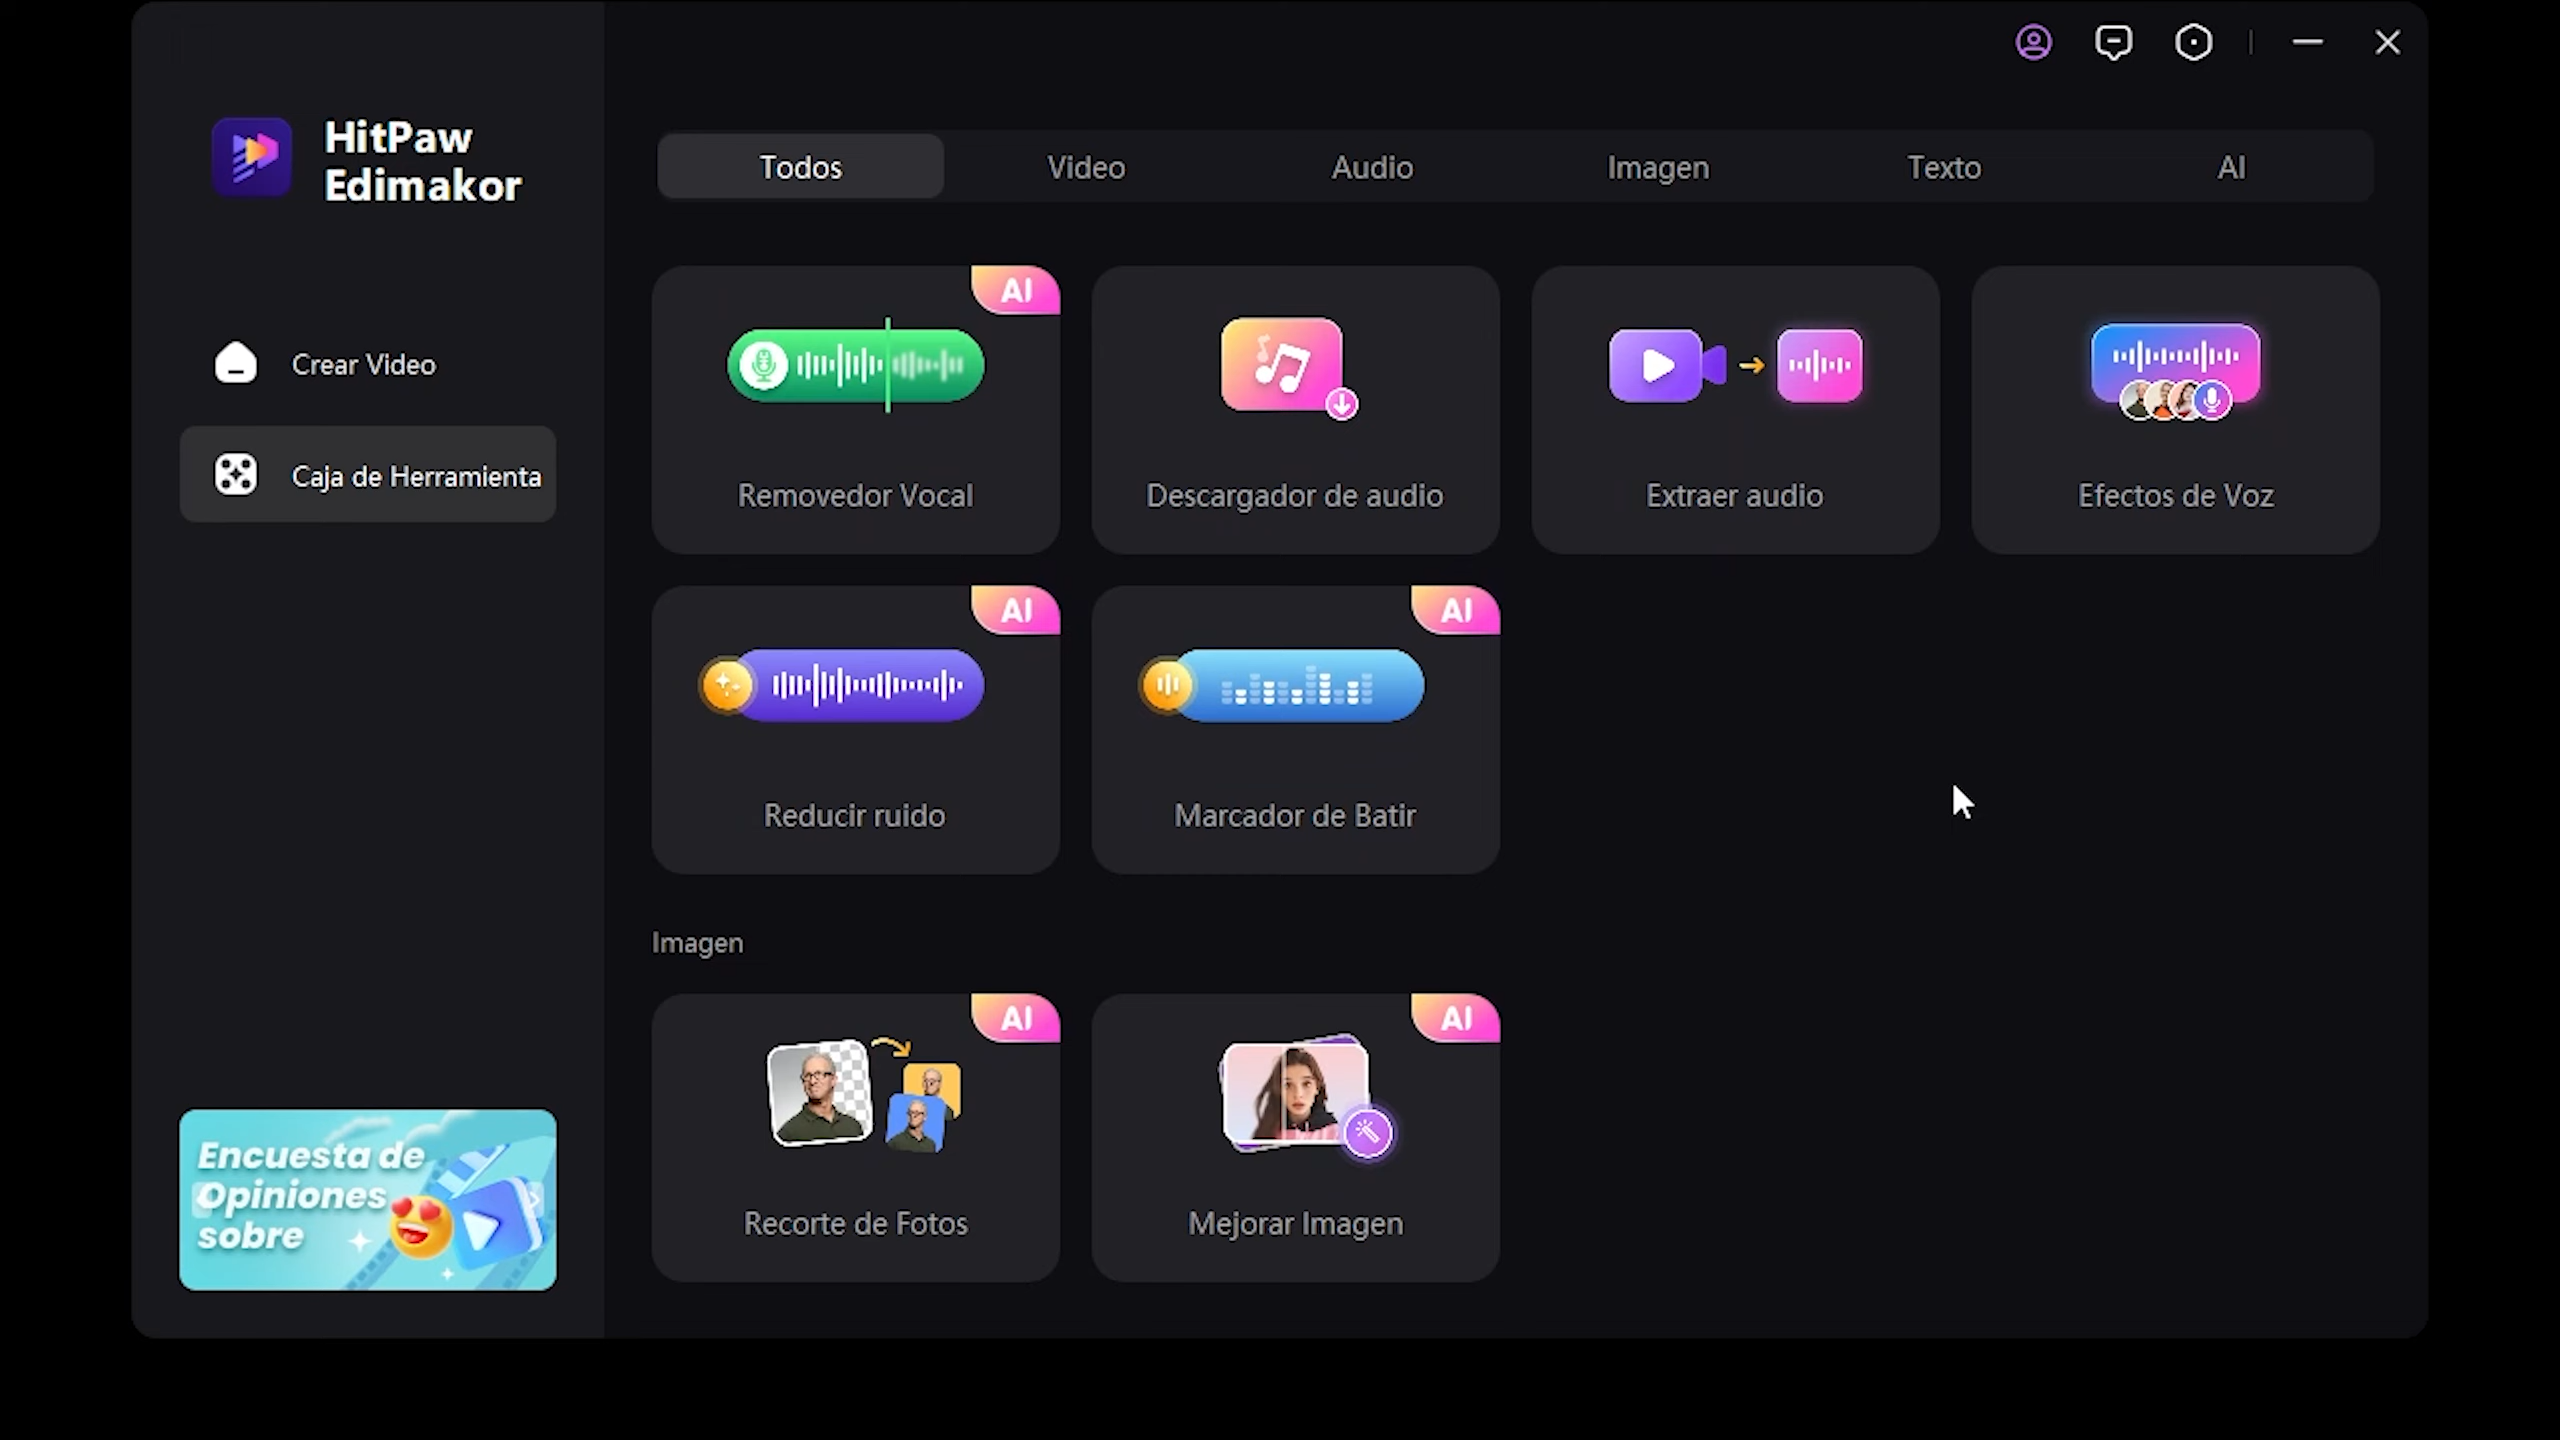 HitPaw
Edimakor
Crear Video
Caja de Herramienta
Encuesta de
Opiniones
sobre
Todos
Video
Audio
Imagen
Texto
AI
AI
Removedor Vocal
Descargador de audio
Extraer audio
Efectos de Voz
AI
Reducir ruido
AI
Marcador de Batir
Imagen
AI
Recorte de Fotos
AI
Mejorar Imagen